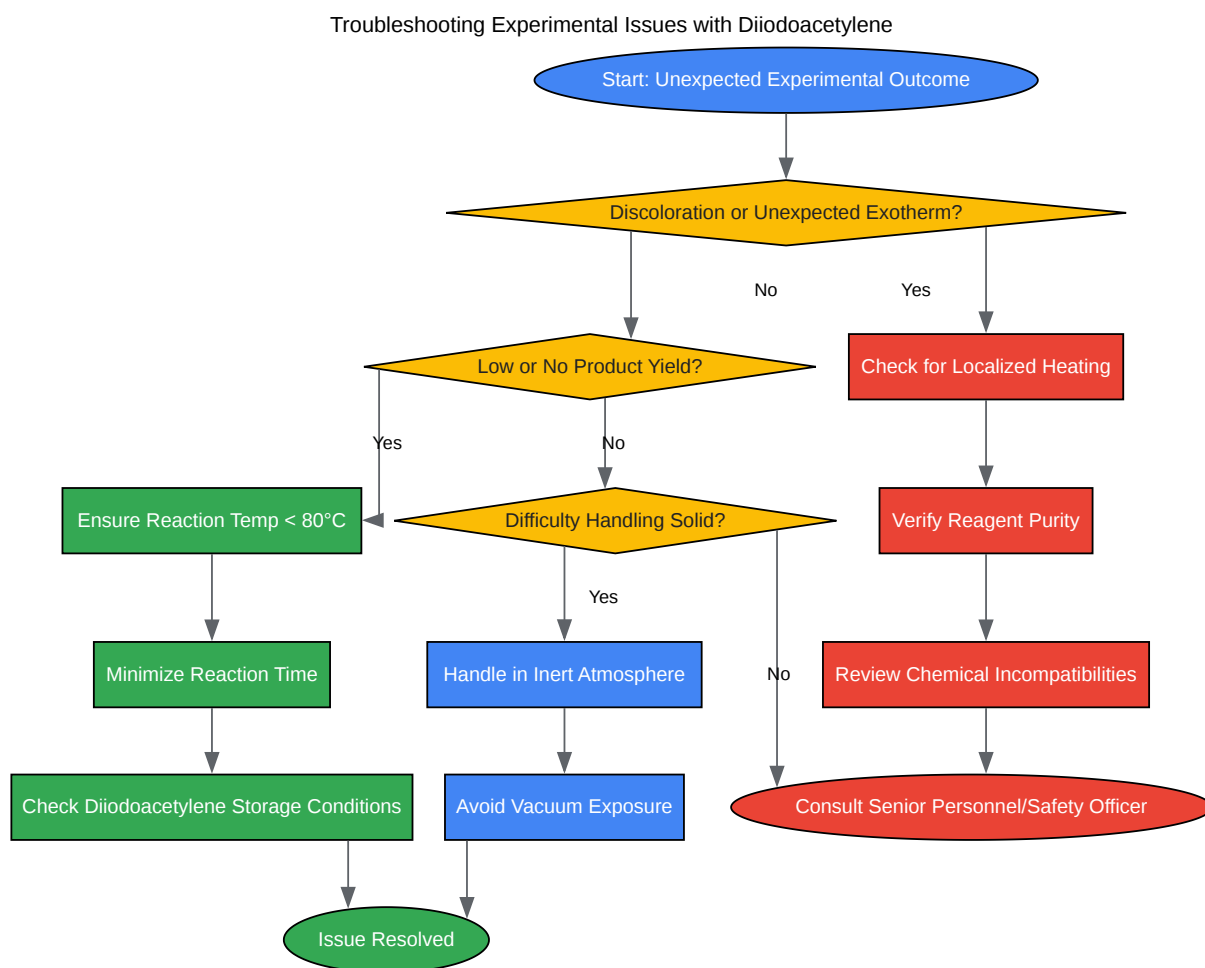 Troubleshooting Experimental Issues with Diiodoacetylene
Start: Unexpected Experimental Outcome
Discoloration or Unexpected Exotherm?
No
Yes
Low or No Product Yield?
Check for Localized Heating
Yes
No
Ensure Reaction Temp < 80°C
Difficulty Handling Solid?
Verify Reagent Purity
Yes
Minimize Reaction Time
Handle in Inert Atmosphere
No
Review Chemical Incompatibilities
Check Diiodoacetylene Storage Conditions
Avoid Vacuum Exposure
Consult Senior Personnel/Safety Officer
Issue Resolved